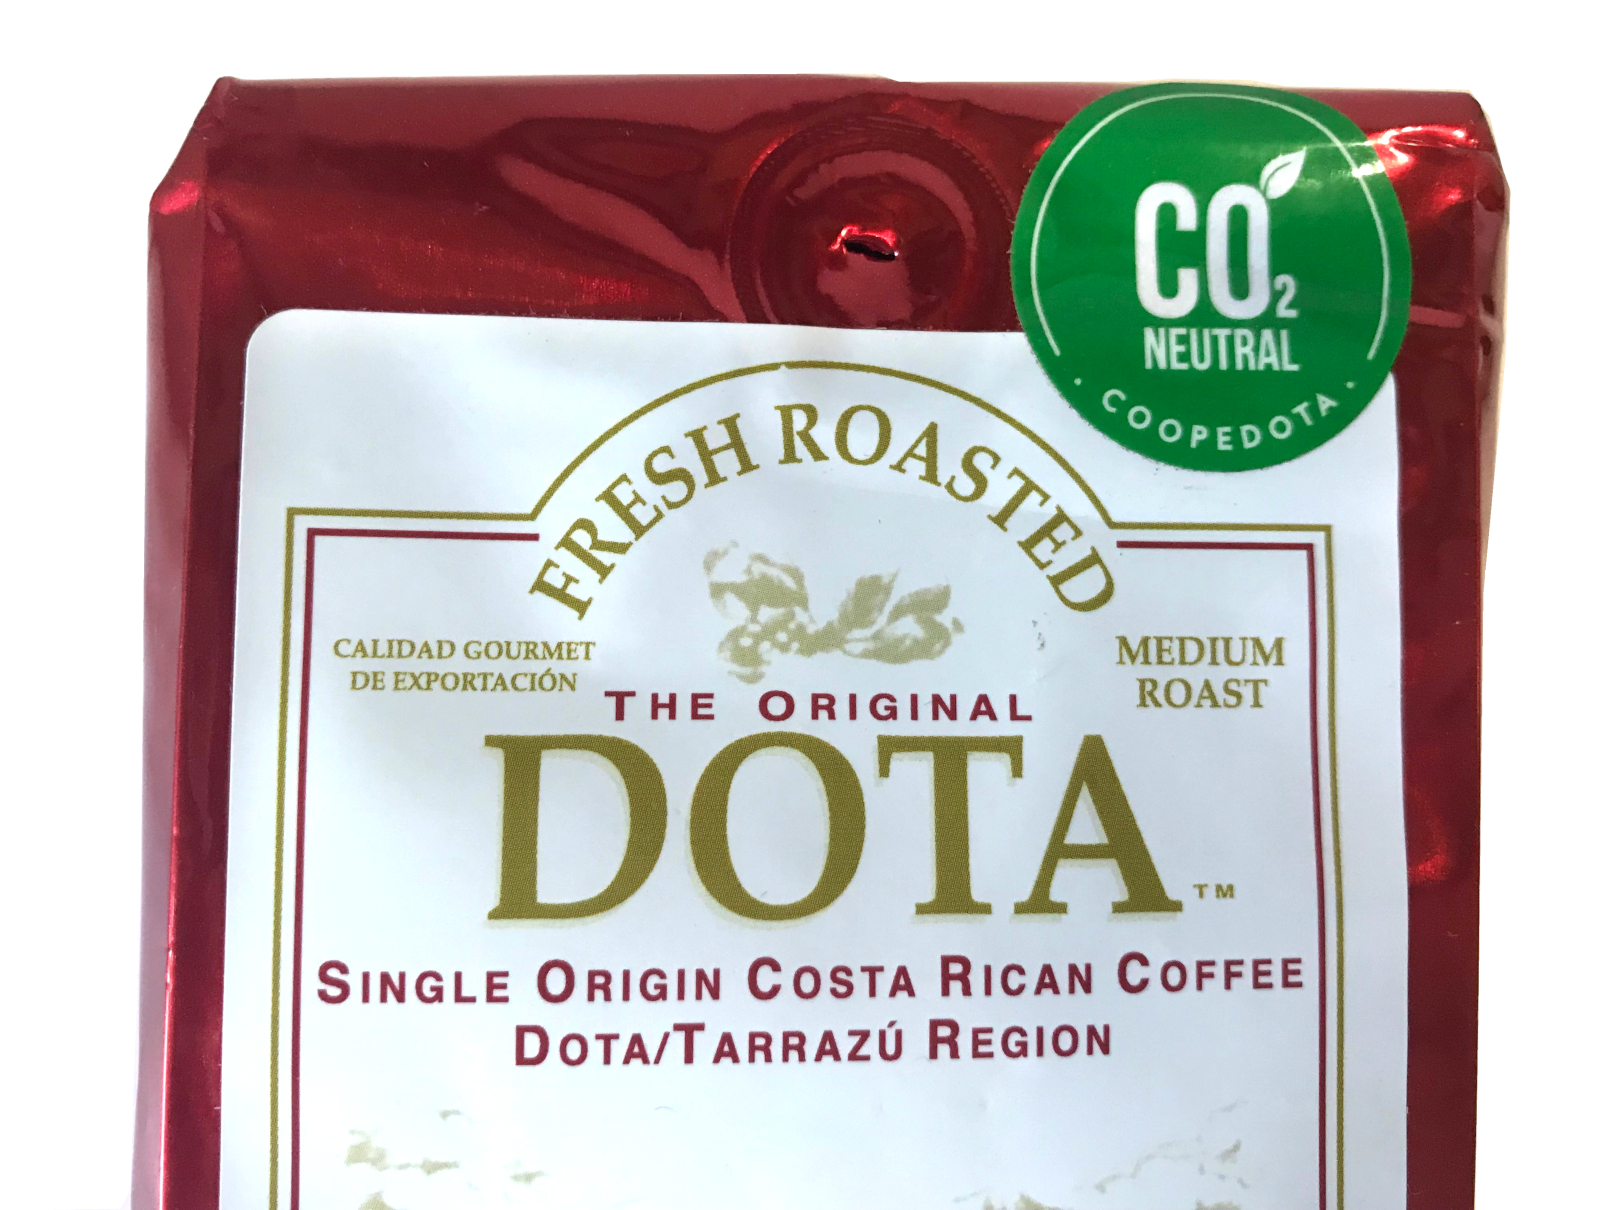 CO2
NEUTRAL
· COOPEDOTA ·
FRESH ROASTED
CALIDAD GOURMET
DE EXPORTACIÓN
MEDIUM
ROAST
THE ORIGINAL
DOTA™
SINGLE ORIGIN COSTA RICAN COFFEE
DOTA/TARRAZÚ REGION